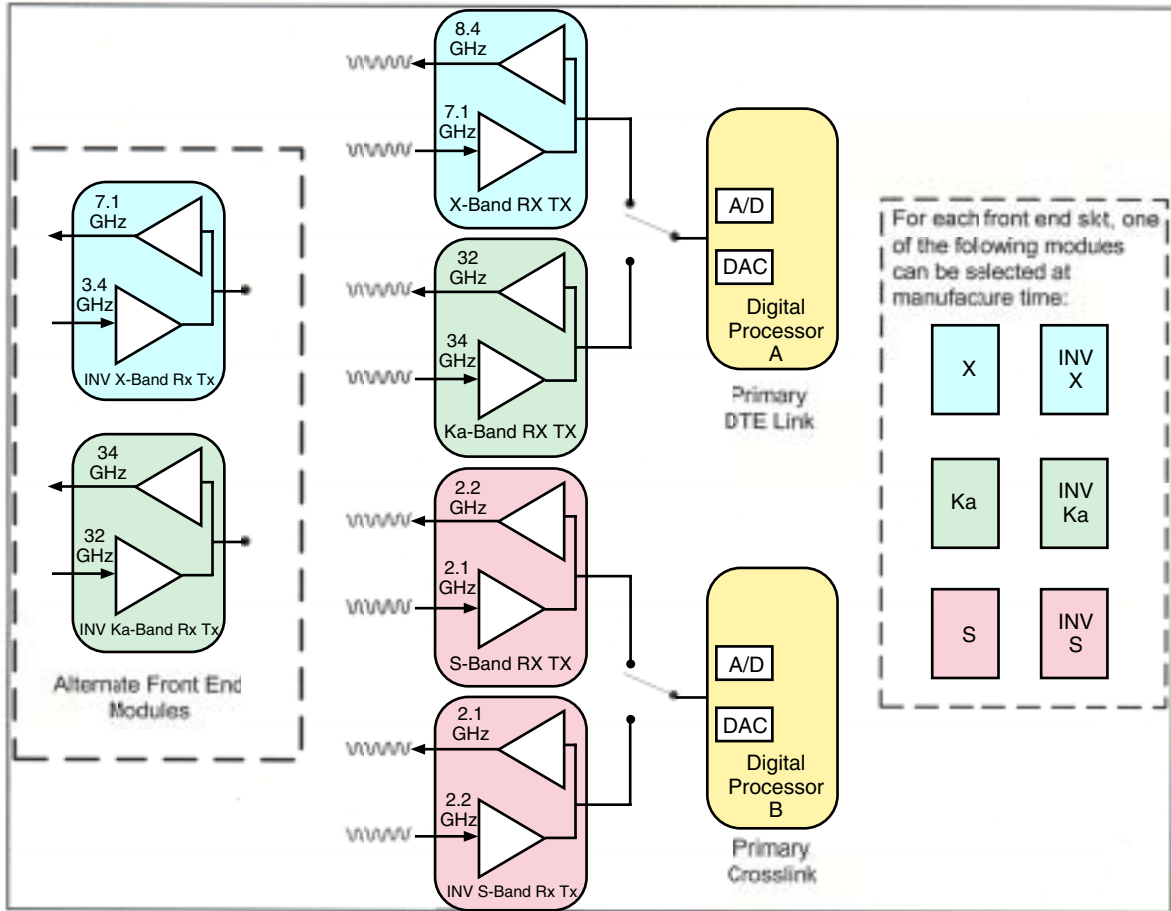 7.1
GHz
3.4
GHz
INV X-Band Rx Tx
34
GHz
32
GHz
INV Ka-Band Rx Tx
Alternate Front End
Modules
8.4
GHz
7.1
GHz
X-Band RX TX
32
GHz
34
GHz
Ka-Band RX TX
2.2
GHz
2.1
GHz
S-Band RX TX
2.1
GHz
2.2
GHz
INV S-Band Rx Tx
A/D
DAC
Digital
Processor
A
Primary
DTE Link
A/D
DAC
Digital
Processor
B
Primary
Crosslink
For each front end skt, one
of the following modules
can be selected at
manufacture time:
X
INV
X
Ka
INV
Ka
S
INV
S